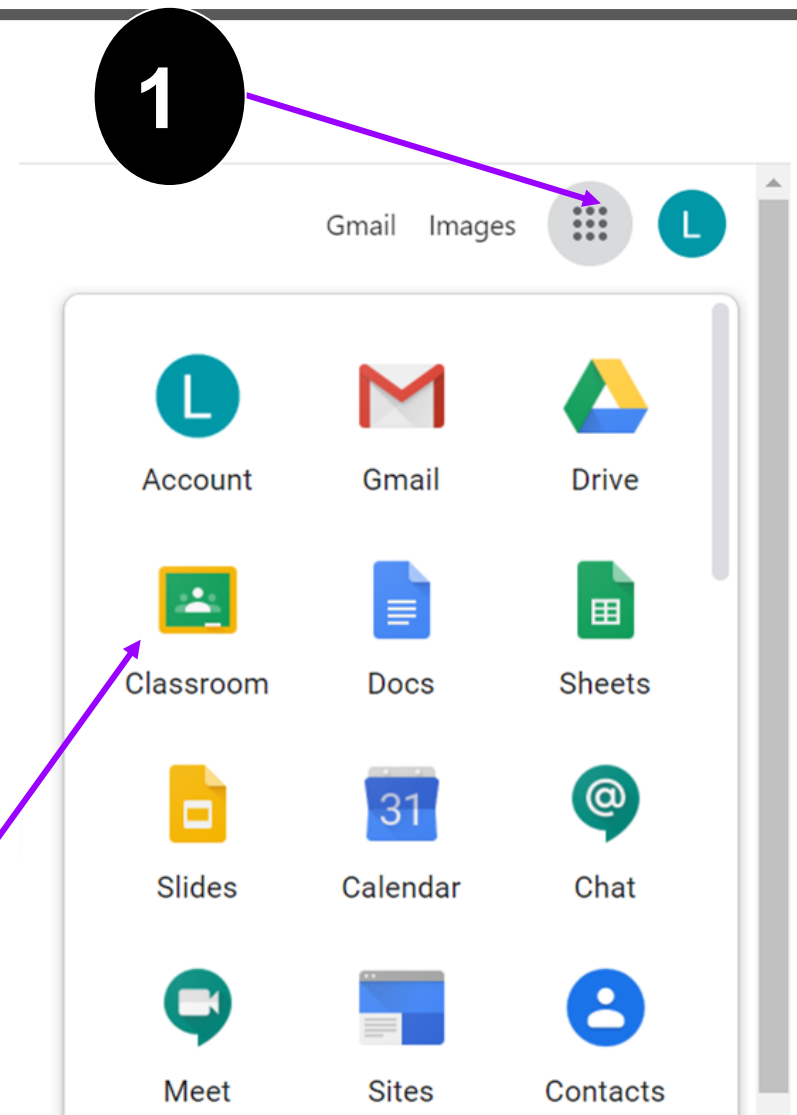 1
Gmail Images L
L
Account Gmail Drive
Classroom Docs Sheets
31 @
Slides Calendar Chat
Meet Sites Contacts